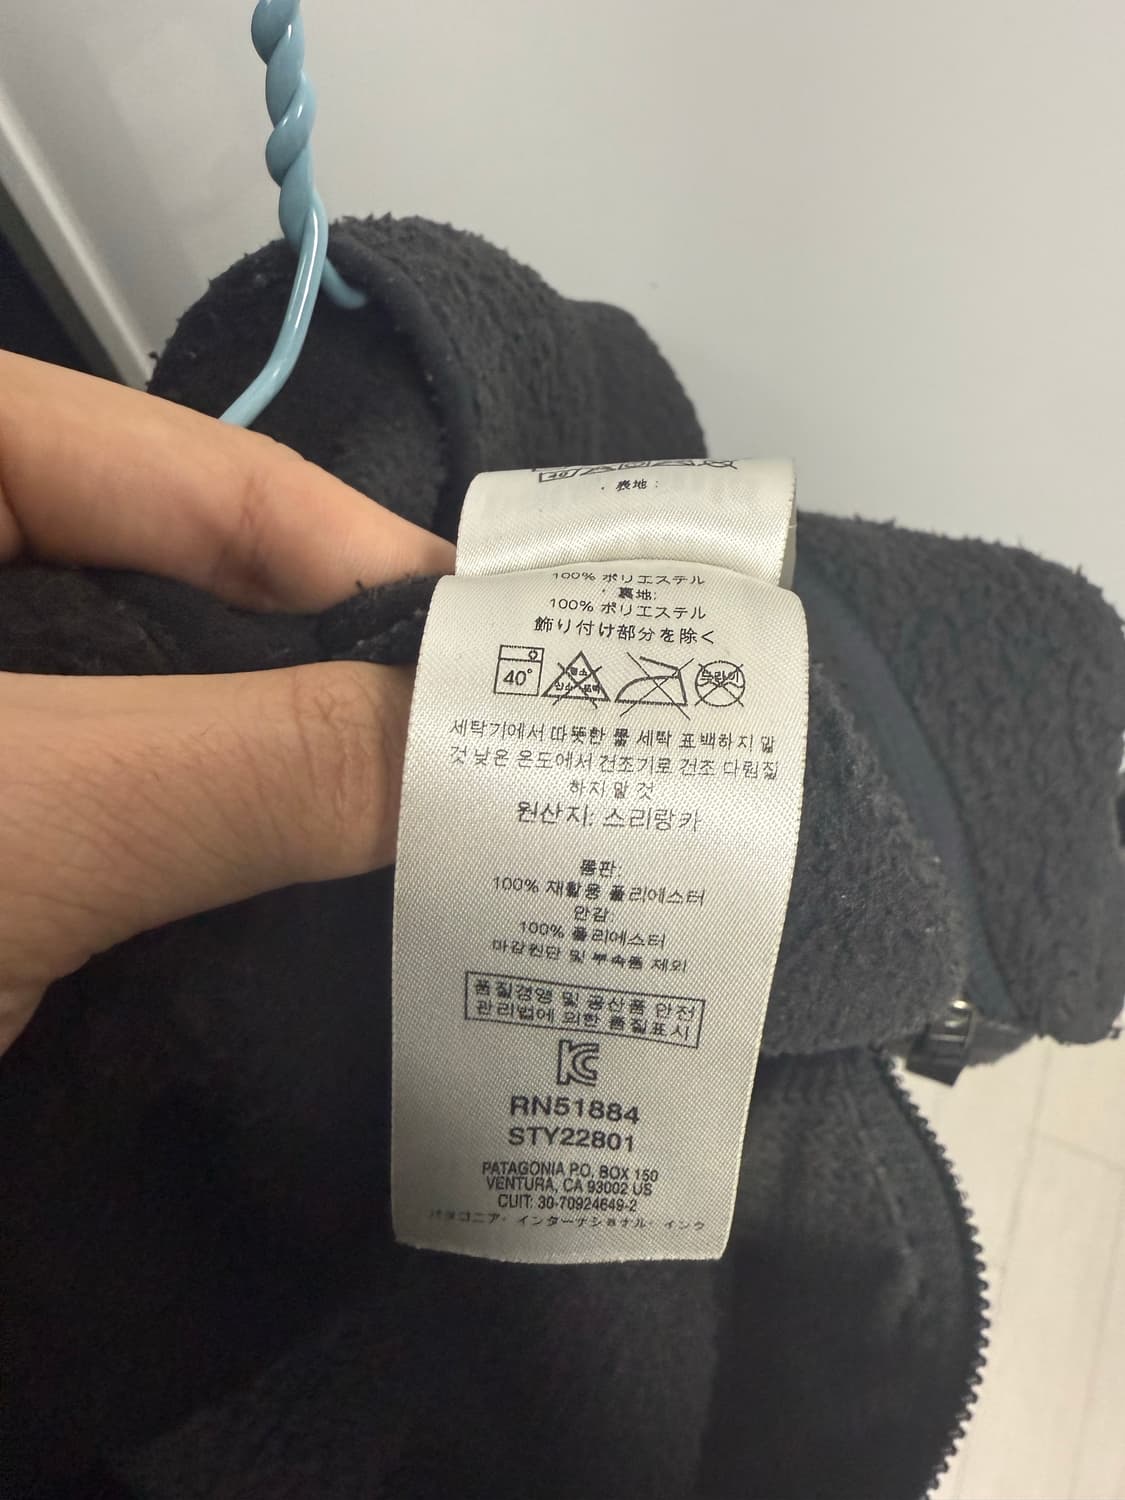 40
・表地:
100% ポリエステル
・裏地:
100% ポリエステル
飾り付け部分を除く
40°
드라이
세탁기에서 따뜻한 물 세탁 표백하지 말
것 낮은 온도에서 건조기로 건조 다림질
하지 말 것
원산지: 스리랑카
몸판:
100% 재활용 폴리에스터
안감:
100% 폴리에스터
마감원단 및 부속품 제외
품질경영 및 공산품 안전
관리법에 의한 품질표시
RN51884
STY22801
PATAGONIA P.O. BOX 150
VENTURA, CA 93002 US
CUIT: 30-70924649-2
パタゴニア・インターナショナル・インク